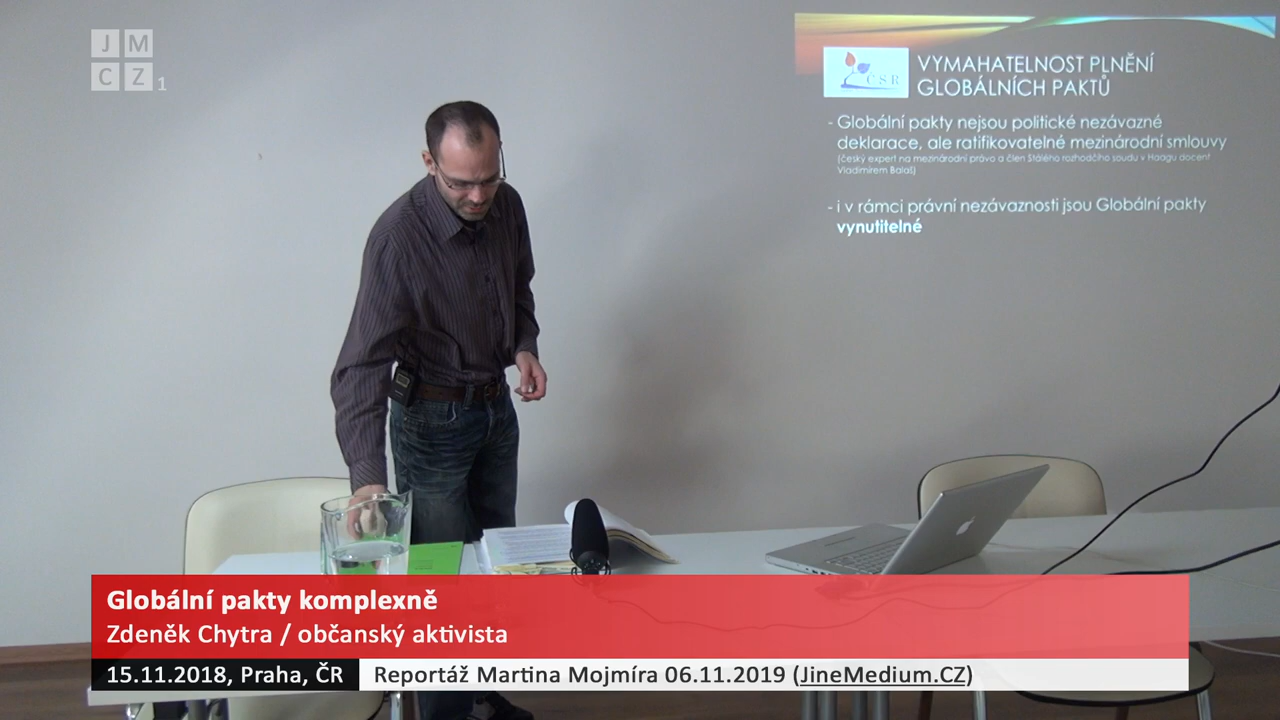 J M
C Z 1
ČSR
VYMAHATELNOST PLNĚNÍ
GLOBÁLNÍCH PAKTŮ
- Globální pakty nejsou politické nezávazné
deklarace, ale ratifikovatelné mezinárodní smlouvy
(český expert na mezinárodní právo a člen Stálého rozhodčího soudu v Haagu docent
Vladimírem Balaš)
- i v rámci právní nezávaznosti jsou Globální pakty
vynutitelné
Globální pakty komplexně
Zdeněk Chytra / občanský aktivista
15.11.2018, Praha, ČR
Reportáž Martina Mojmíra 06.11.2019 (JineMedium.CZ)